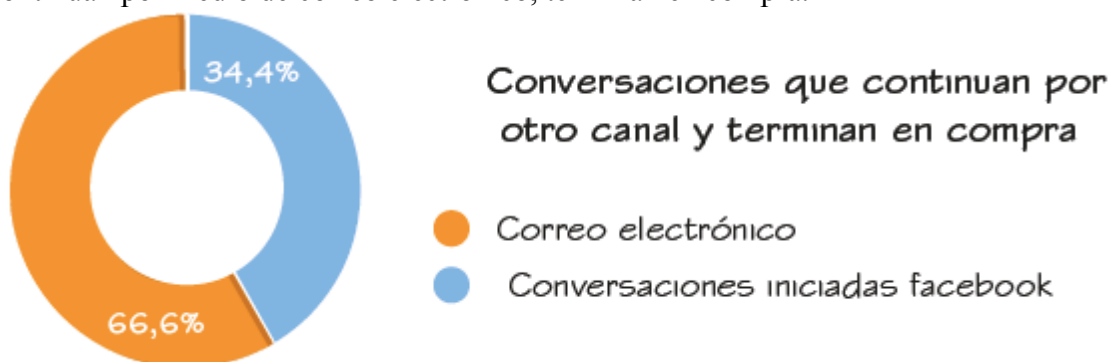 34,4%
Conversaciones que continuan por
otro canal y terminan en compra
Correo electrónico
Conversaciones iniciadas facebook
66,6%